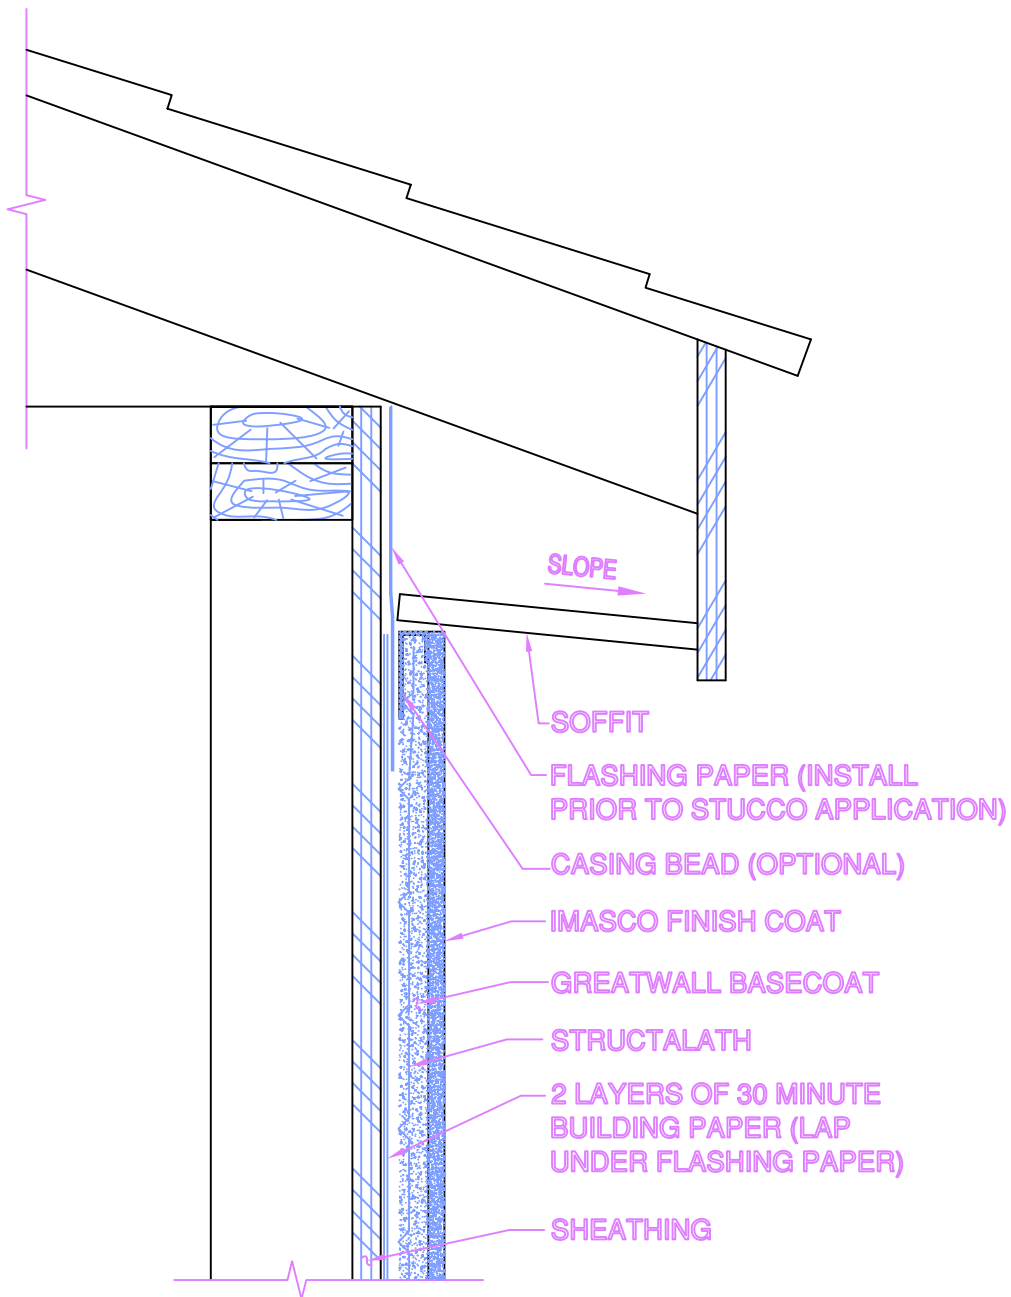 SLOPE
SOFFIT
FLASHING PAPER (INSTALL
PRIOR TO STUCCO APPLICATION)
CASING BEAD (OPTIONAL)
IMASCO FINISH COAT
GREATWALL BASECOAT
STRUCTALATH
2 LAYERS OF 30 MINUTE
BUILDING PAPER (LAP
UNDER FLASHING PAPER)
SHEATHING